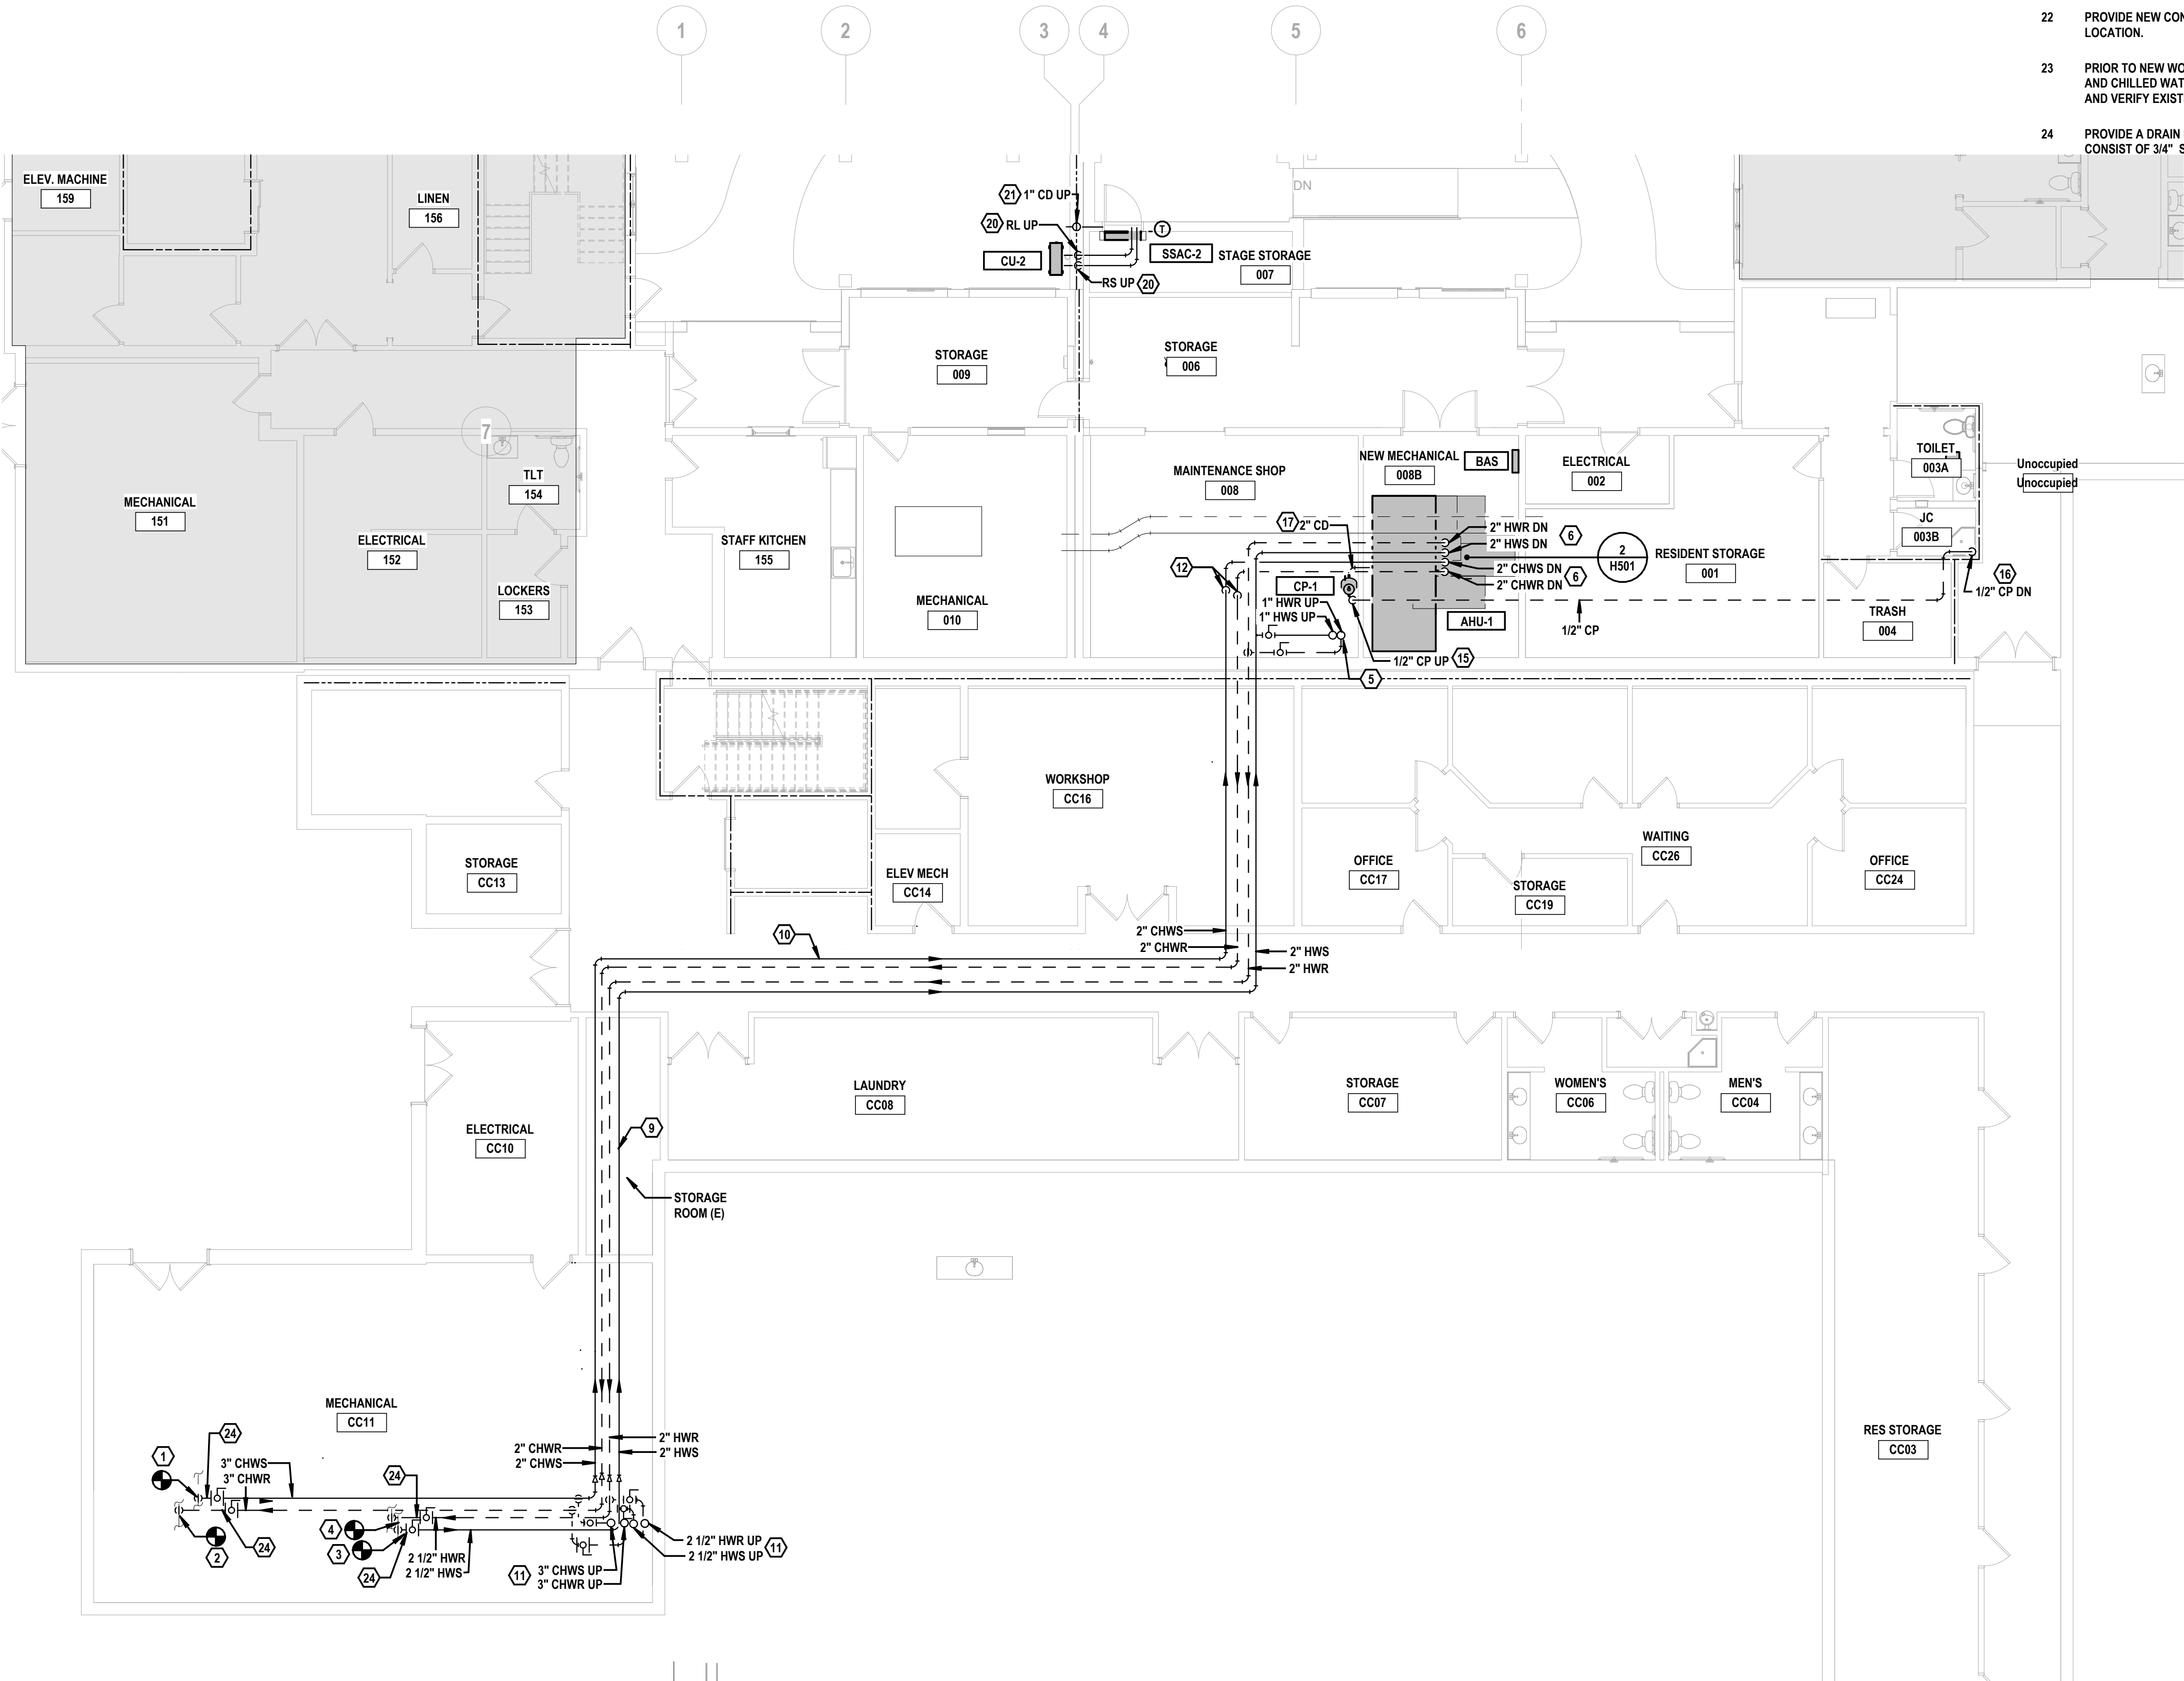 1
2
3
4
5
6
22 PROVIDE NEW CON
LOCATION.
23 PRIOR TO NEW WO
AND CHILLED WAT
AND VERIFY EXIST
24 PROVIDE A DRAIN
CONSIST OF 3/4" S
ELEV. MACHINE
159
LINEN
156
DN
21 1" CD UP
20 RL UP
T
CU-2
SSAC-2
STAGE STORAGE
007
RS UP 20
STORAGE
009
STORAGE
006
7
TLT
154
MECHANICAL
151
ELECTRICAL
152
LOCKERS
153
STAFF KITCHEN
155
MECHANICAL
010
MAINTENANCE SHOP
008
NEW MECHANICAL
008B
BAS
ELECTRICAL
002
TOILET
003A
Unoccupied
Unoccupied
JC
003B
17 2" CD
2" HWR DN
2" HWS DN
6
2
H501
RESIDENT STORAGE
001
2" CHWS DN
2" CHWR DN
6
12
CP-1
1" HWR UP
1" HWS UP
AHU-1
1/2" CP
16
1/2" CP DN
TRASH
004
1/2" CP UP 15
5
WORKSHOP
CC16
STORAGE
CC13
ELEV MECH
CC14
OFFICE
CC17
STORAGE
CC19
WAITING
CC26
OFFICE
CC24
10
2" CHWS
2" CHWR
2" HWS
2" HWR
LAUNDRY
CC08
STORAGE
CC07
WOMEN'S
CC06
MEN'S
CC04
ELECTRICAL
CC10
9
STORAGE
ROOM (E)
MECHANICAL
CC11
RES STORAGE
CC03
1
24
3" CHWS
3" CHWR
24
2" CHWR
2" CHWS
2" HWR
2" HWS
2
24
4
3
24
2 1/2" HWR
2 1/2" HWS
11
3" CHWS UP
3" CHWR UP
2 1/2" HWR UP
2 1/2" HWS UP
11